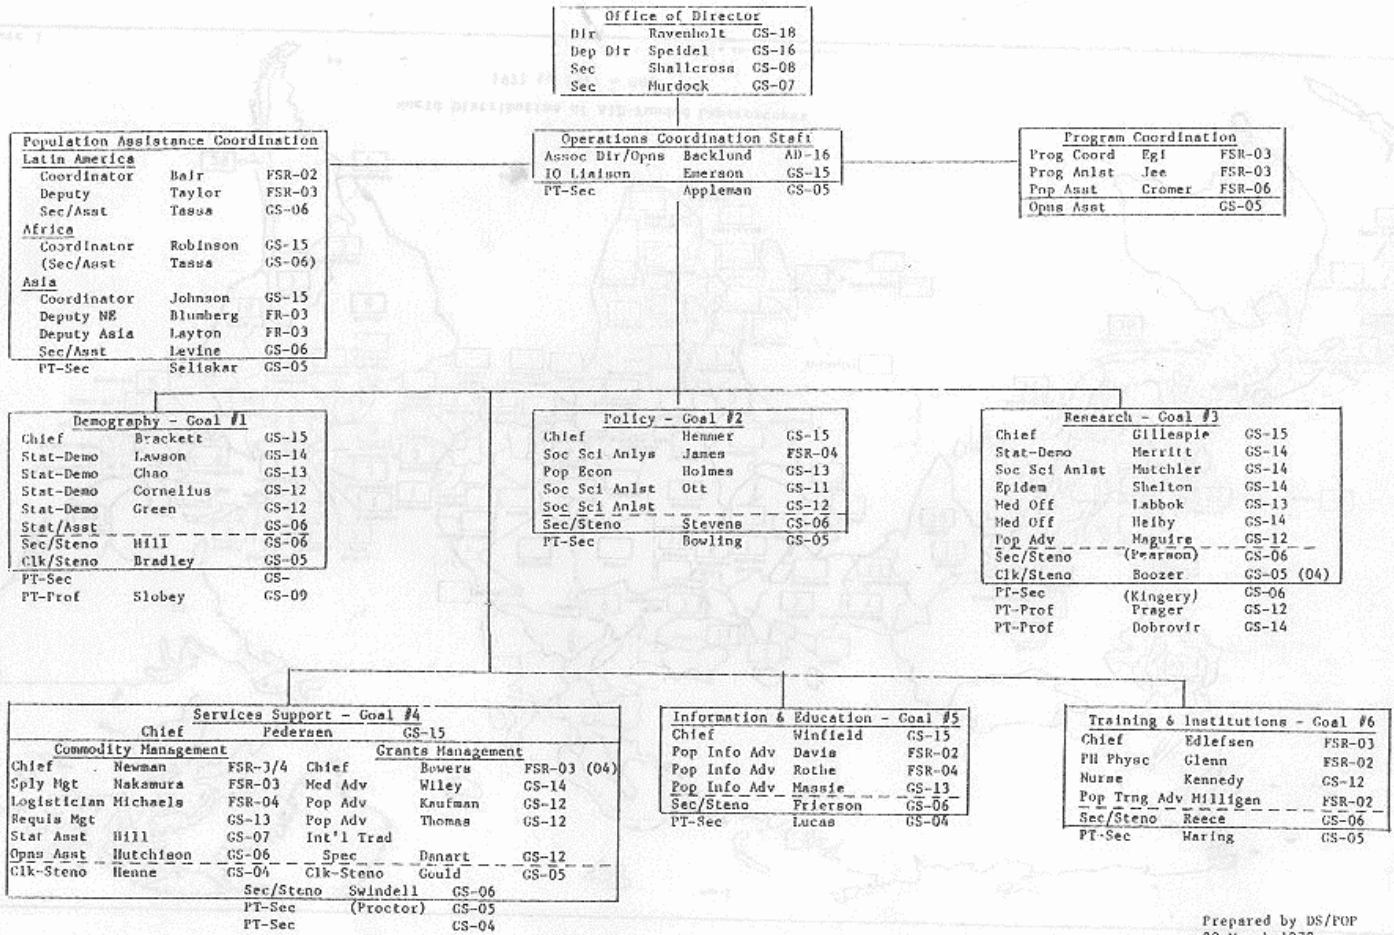 Office of Director
Dir Ravenholt GS-18
Dep Dir Speidel GS-16
Sec Shallcross GS-08
Sec Murdock GS-07
Population Assistance Coordination
Latin America
Coordinator Bair FSR-02
Deputy Taylor FSR-03
Sec/Asst Tassa GS-06
Africa
Coordinator Robinson GS-15
(Sec/Asst Tassa GS-06)
Asia
Coordinator Johnson GS-15
Deputy NE Blumberg FR-03
Deputy Asia Layton FR-03
Sec/Asst Levine GS-06
PT-Sec Seliskar GS-05
Operations Coordination Staff
Assoc Dir/Opns Backlund AD-16
IO Liaison Emerson GS-15
PT-Sec Appleman GS-05
Program Coordination
Prog Coord Egi FSR-03
Prog Anlst Jee FSR-03
Pop Asst Cromer FSR-06
Opns Asst GS-05
Demography - Goal #1
Chief Brackett GS-15
Stat-Demo Lawson GS-14
Stat-Demo Chao GS-13
Stat-Demo Cornelius GS-12
Stat-Demo Green GS-12
Stat/Asst GS-06
Sec/Steno Hill GS-06
Clk/Steno Bradley GS-05
PT-Sec GS-
PT-Prof Slobey GS-09
Policy - Goal #2
Chief Hemmer GS-15
Soc Sci Anlys James FSR-04
Pop Econ Holmes GS-13
Soc Sci Anlst Ott GS-11
Soc Sci Anlst GS-12
Sec/Steno Stevens GS-06
PT-Sec Bowling GS-05
Research - Goal #3
Chief Gillespie GS-15
Stat-Demo Merritt GS-14
Soc Sci Anlst Mutchler GS-14
Epidem Shelton GS-14
Med Off Labbok GS-13
Med Off Helby GS-14
Pop Adv Maguire GS-12
Sec/Steno (Pearson) GS-06
Clk/Steno Boozer GS-05 (04)
PT-Sec (Kingery) GS-06
PT-Prof Prager GS-12
PT-Prof Dobrovir GS-14
Services Support - Goal #4
Chief Pedersen GS-15
Commodity Management Grants Management
Chief Newman FSR-3/4 Chief Bowers FSR-03 (04)
Sply Mgt Nakamura FSR-03 Med Adv Wiley GS-14
Logistician Michaels FSR-04 Pop Adv Kaufman GS-12
Requis Mgt GS-13 Pop Adv Thomas GS-12
Stat Asst Hill GS-07 Int'l Trad
Opns Asst Hutchison GS-06 Spec Danart GS-12
Clk-Steno Henne GS-04 Clk-Steno Gould GS-05
Sec/Steno Swindell GS-06
PT-Sec (Proctor) GS-05
PT-Sec GS-04
Information & Education - Goal #5
Chief Winfield GS-15
Pop Info Adv Davis FSR-02
Pop Info Adv Rothe FSR-04
Pop Info Adv Massie GS-13
Sec/Steno Frierson GS-06
PT-Sec Lucas GS-04
Training & Institutions - Goal #6
Chief Edlefsen FSR-03
PH Physc Glenn FSR-02
Nurse Kennedy GS-12
Pop Trng Adv Milligan FSR-02
Sec/Steno Reece GS-06
PT-Sec Waring GS-05
Prepared by DS/POP